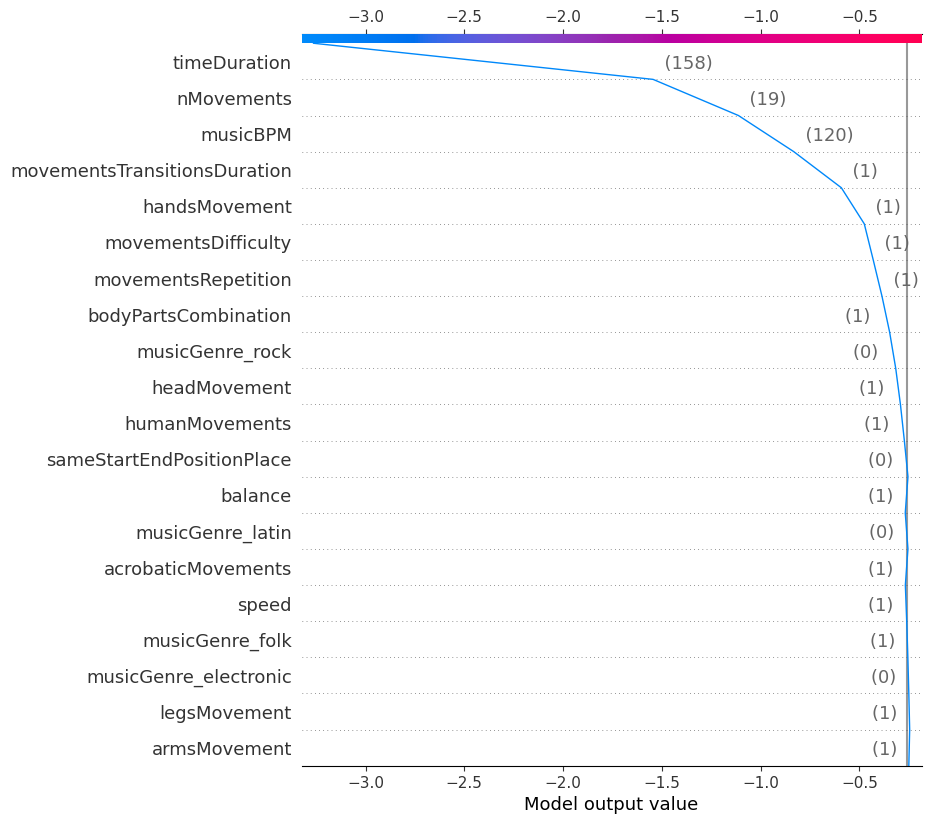 −3.0 −2.5 −2.0 −1.5 −1.0 −0.5
timeDuration (158)
nMovements (19)
musicBPM (120)
movementsTransitionsDuration (1)
handsMovement (1)
movementsDifficulty (1)
movementsRepetition (1)
bodyPartsCombination (1)
musicGenre_rock (0)
headMovement (1)
humanMovements (1)
sameStartEndPositionPlace (0)
balance (1)
musicGenre_latin (0)
acrobaticMovements (1)
speed (1)
musicGenre_folk (1)
musicGenre_electronic (0)
legsMovement (1)
armsMovement (1)
−3.0 −2.5 −2.0 −1.5 −1.0 −0.5
Model output value